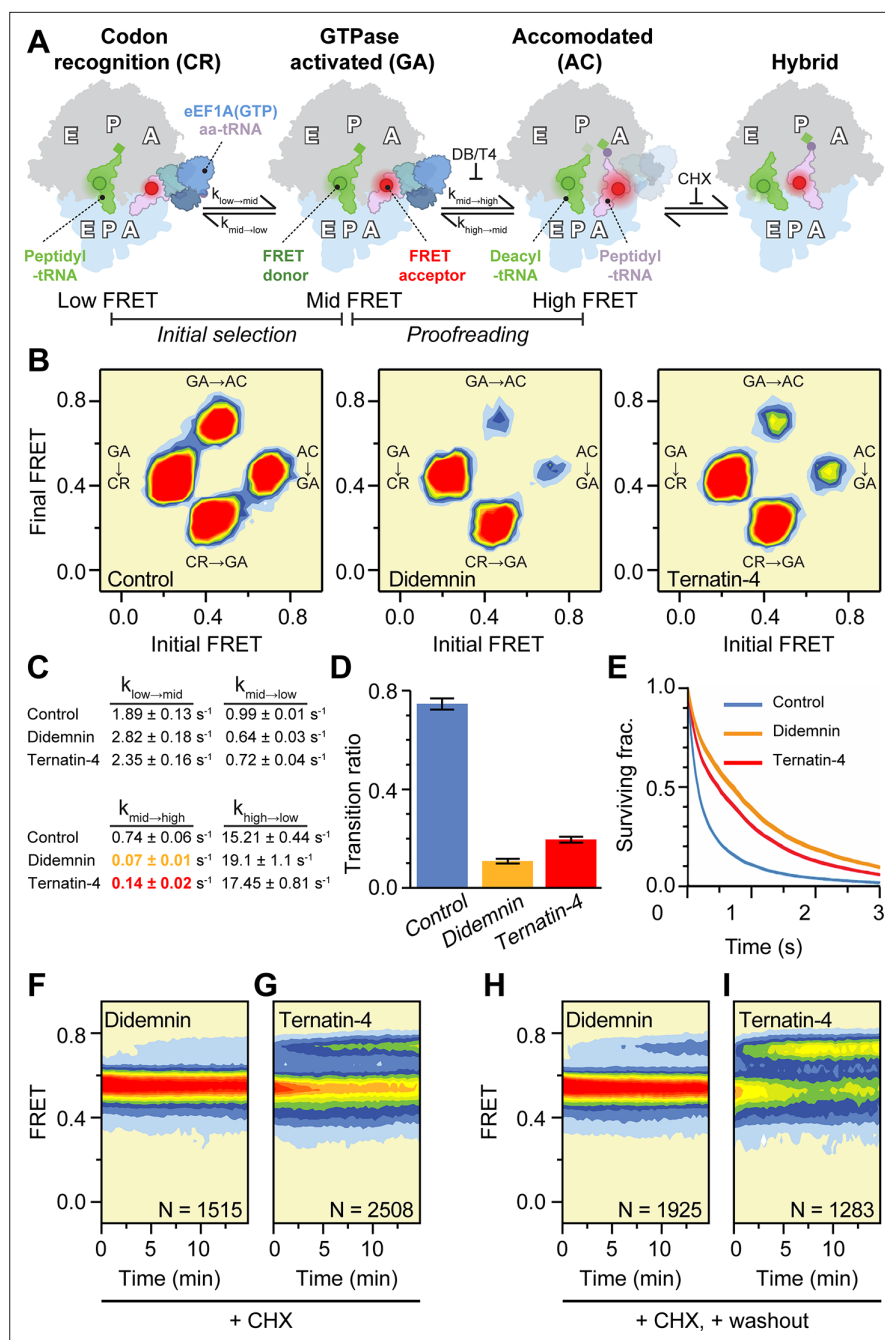 A
Codon
recognition (CR)
GTPase
activated (GA)
Accomodated
(AC)
Hybrid
eEF1A(GTP)
aa-tRNA
E P A
E P A
E P A
E P A
DB/T4
CHX
k low→mid
k mid→low
k mid→high
k high→mid
E P A
E P A
E P A
E P A
Peptidyl
-tRNA
FRET
donor
FRET
acceptor
Deacyl
-tRNA
Peptidyl
-tRNA
Low FRET
Mid FRET
High FRET
Initial selection
Proofreading
B
Final FRET
0.8
0.4
0.0
GA→AC
GA→CR
AC→GA
CR→GA
Control
0.0 0.4 0.8
Initial FRET
GA→AC
GA→CR
AC→GA
CR→GA
Didemnin
0.0 0.4 0.8
Initial FRET
GA→AC
GA→CR
AC→GA
CR→GA
Ternatin-4
0.0 0.4 0.8
Initial FRET
C
k low→mid k mid→low
Control 1.89 ± 0.13 s⁻¹ 0.99 ± 0.01 s⁻¹
Didemnin 2.82 ± 0.18 s⁻¹ 0.64 ± 0.03 s⁻¹
Ternatin-4 2.35 ± 0.16 s⁻¹ 0.72 ± 0.04 s⁻¹
k mid→high k high→low
Control 0.74 ± 0.06 s⁻¹ 15.21 ± 0.44 s⁻¹
Didemnin 0.07 ± 0.01 s⁻¹ 19.1 ± 1.1 s⁻¹
Ternatin-4 0.14 ± 0.02 s⁻¹ 17.45 ± 0.81 s⁻¹
D
Transition ratio
0.8
0.4
0.0
Control
Didemnin
Ternatin-4
E
Surviving frac.
1.0
0.5
0.0
Control
Didemnin
Ternatin-4
0 1 2 3
Time (s)
F
FRET
0.8
0.4
0.0
Didemnin
N = 1515
0 5 10
Time (min)
G
Ternatin-4
N = 2508
0 5 10
Time (min)
+ CHX
H
FRET
0.8
0.4
0.0
Didemnin
N = 1925
0 5 10
Time (min)
I
Ternatin-4
N = 1283
0 5 10
Time (min)
+ CHX, + washout